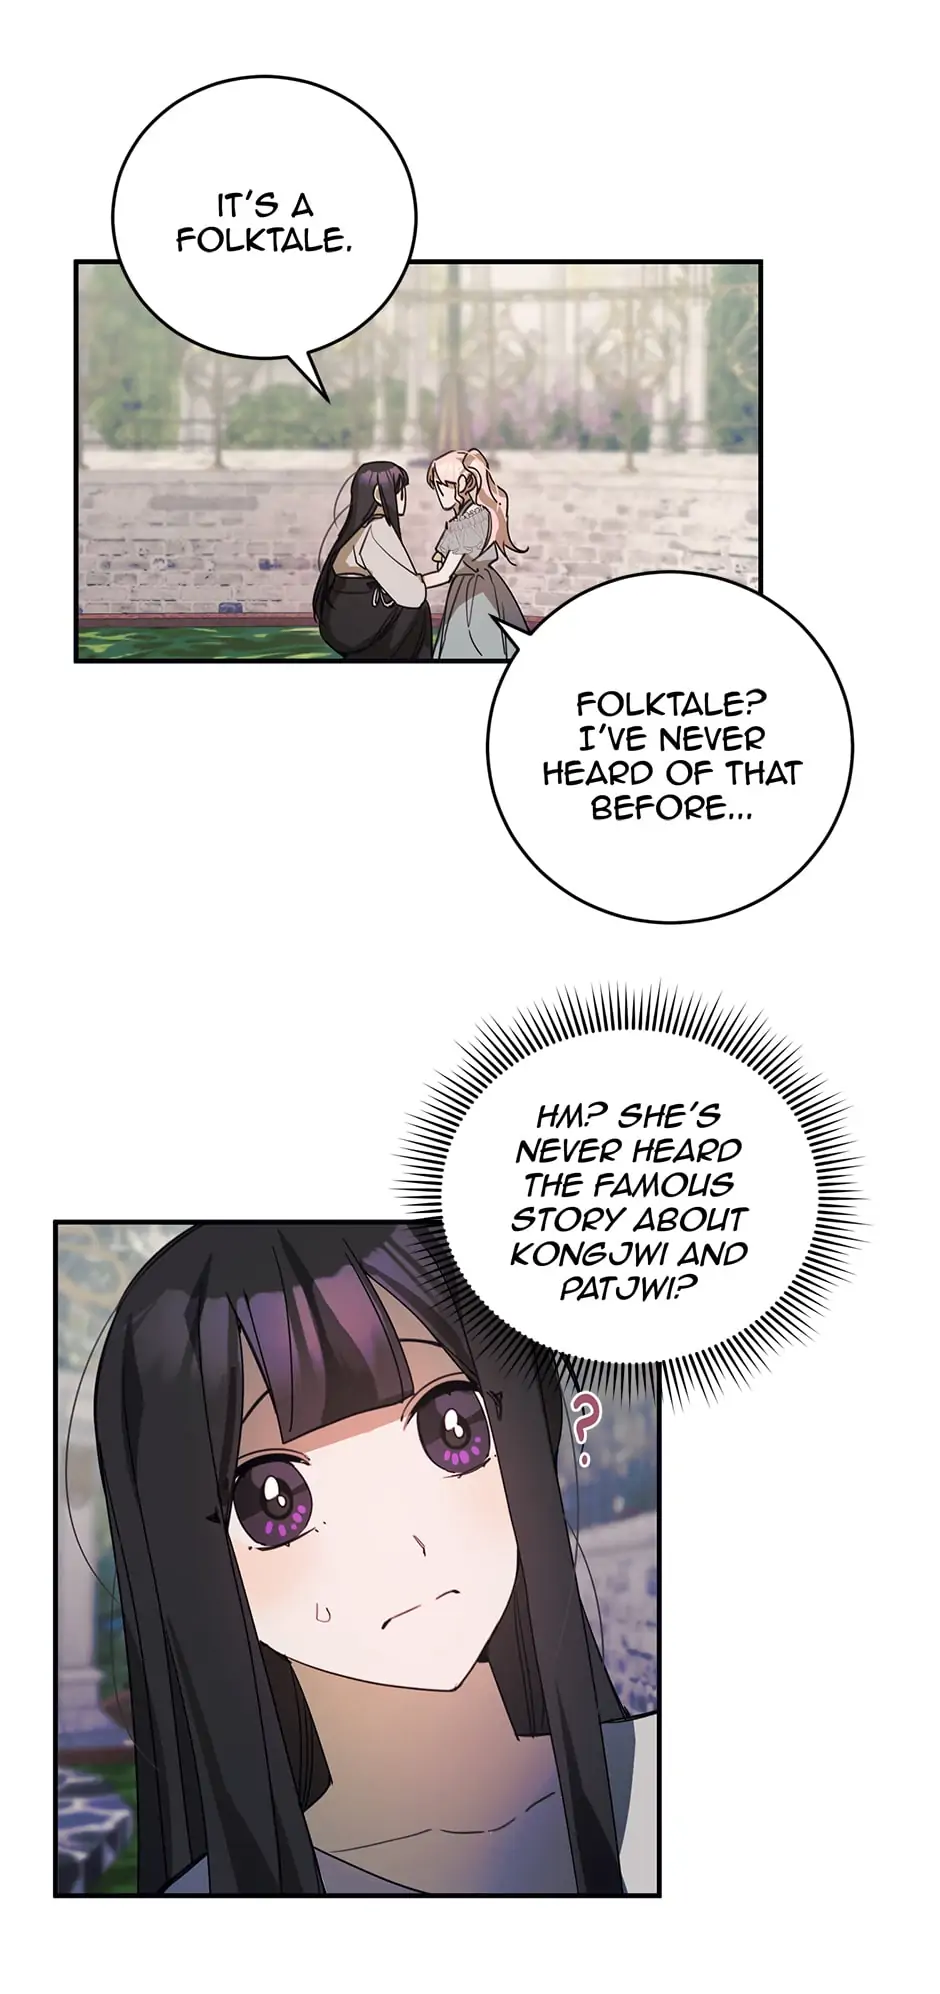 IT'S A
FOLKTALE.
FOLKTALE?
I'VE NEVER
HEARD OF THAT
BEFORE...
HM? SHE'S
NEVER HEARD
THE FAMOUS
STORY ABOUT
KONGJWI AND
PATJWI?
?